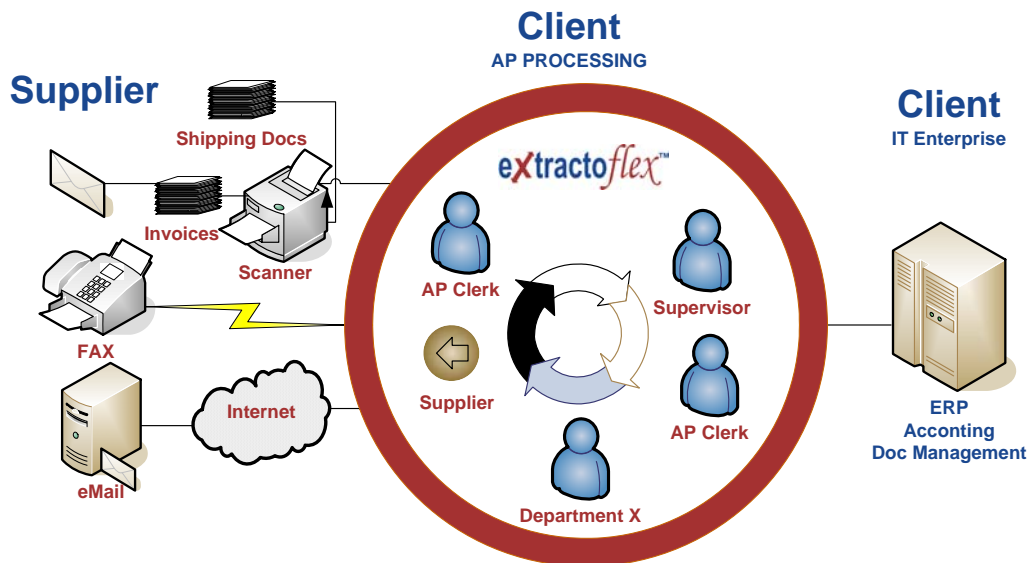 Supplier
Shipping Docs
Invoices
Scanner
FAX
Internet
eMail
Client
AP PROCESSING
eXtractoflex™
AP Clerk
Supervisor
Supplier
AP Clerk
Department X
Client
IT Enterprise
ERP
Acconting
Doc Management